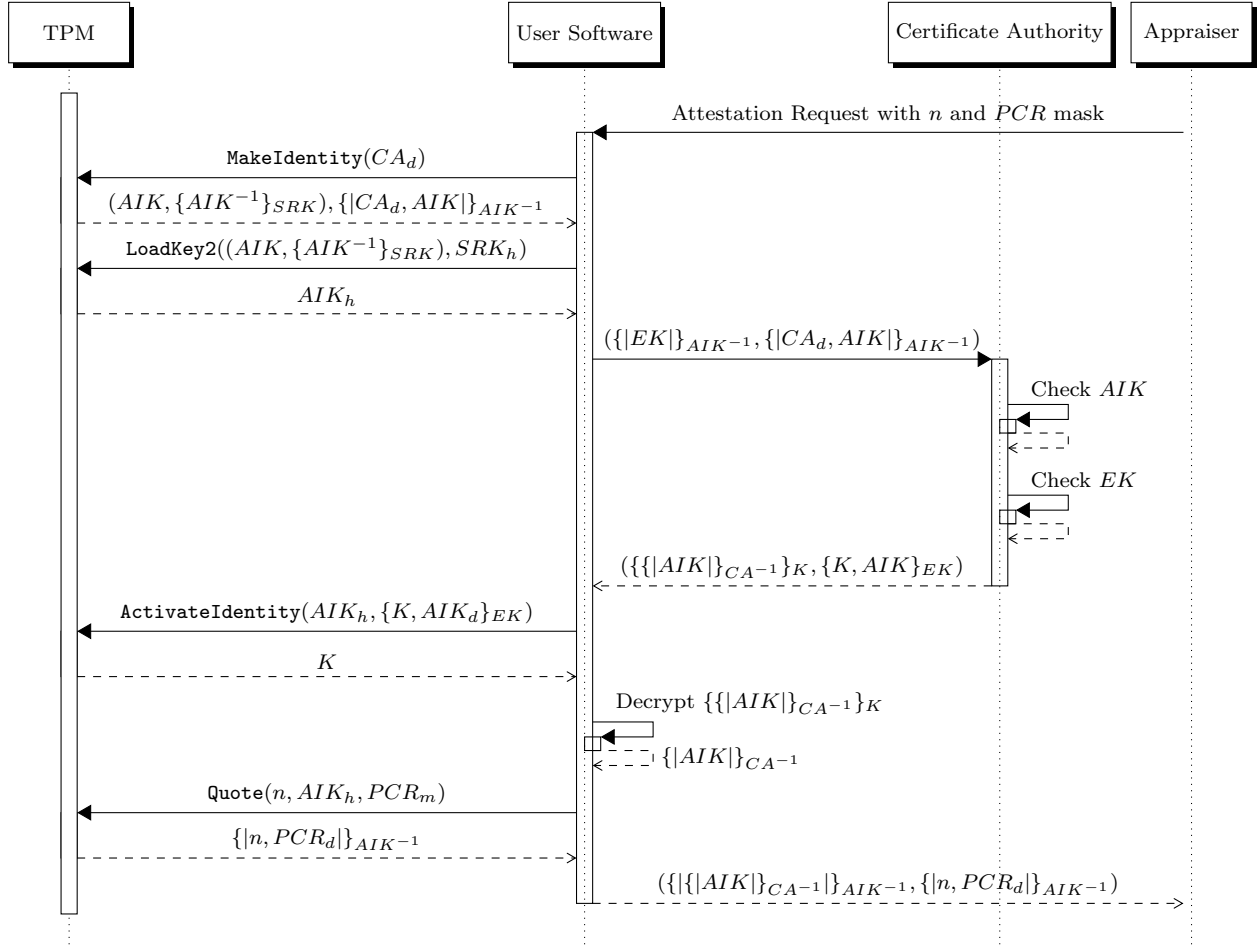 TPM
User Software
Certificate Authority
Appraiser
Attestation Request with n and PCR mask
MakeIdentity(CA_d)
(AIK, {AIK^{-1}}_{SRK}), {|CA_d, AIK|}_{AIK^{-1}}
LoadKey2((AIK, {AIK^{-1}}_{SRK}), SRK_h)
AIK_h
({|EK|}_{AIK^{-1}}, {|CA_d, AIK|}_{AIK^{-1}})
Check AIK
Check EK
({{|AIK|}_{CA^{-1}}}_K, {K, AIK}_{EK})
ActivateIdentity(AIK_h, {K, AIK_d}_{EK})
K
Decrypt {{|AIK|}_{CA^{-1}}}_K
{|AIK|}_{CA^{-1}}
Quote(n, AIK_h, PCR_m)
{|n, PCR_d|}_{AIK^{-1}}
({|{|AIK|}_{CA^{-1}}|}_{AIK^{-1}}, {|n, PCR_d|}_{AIK^{-1}})